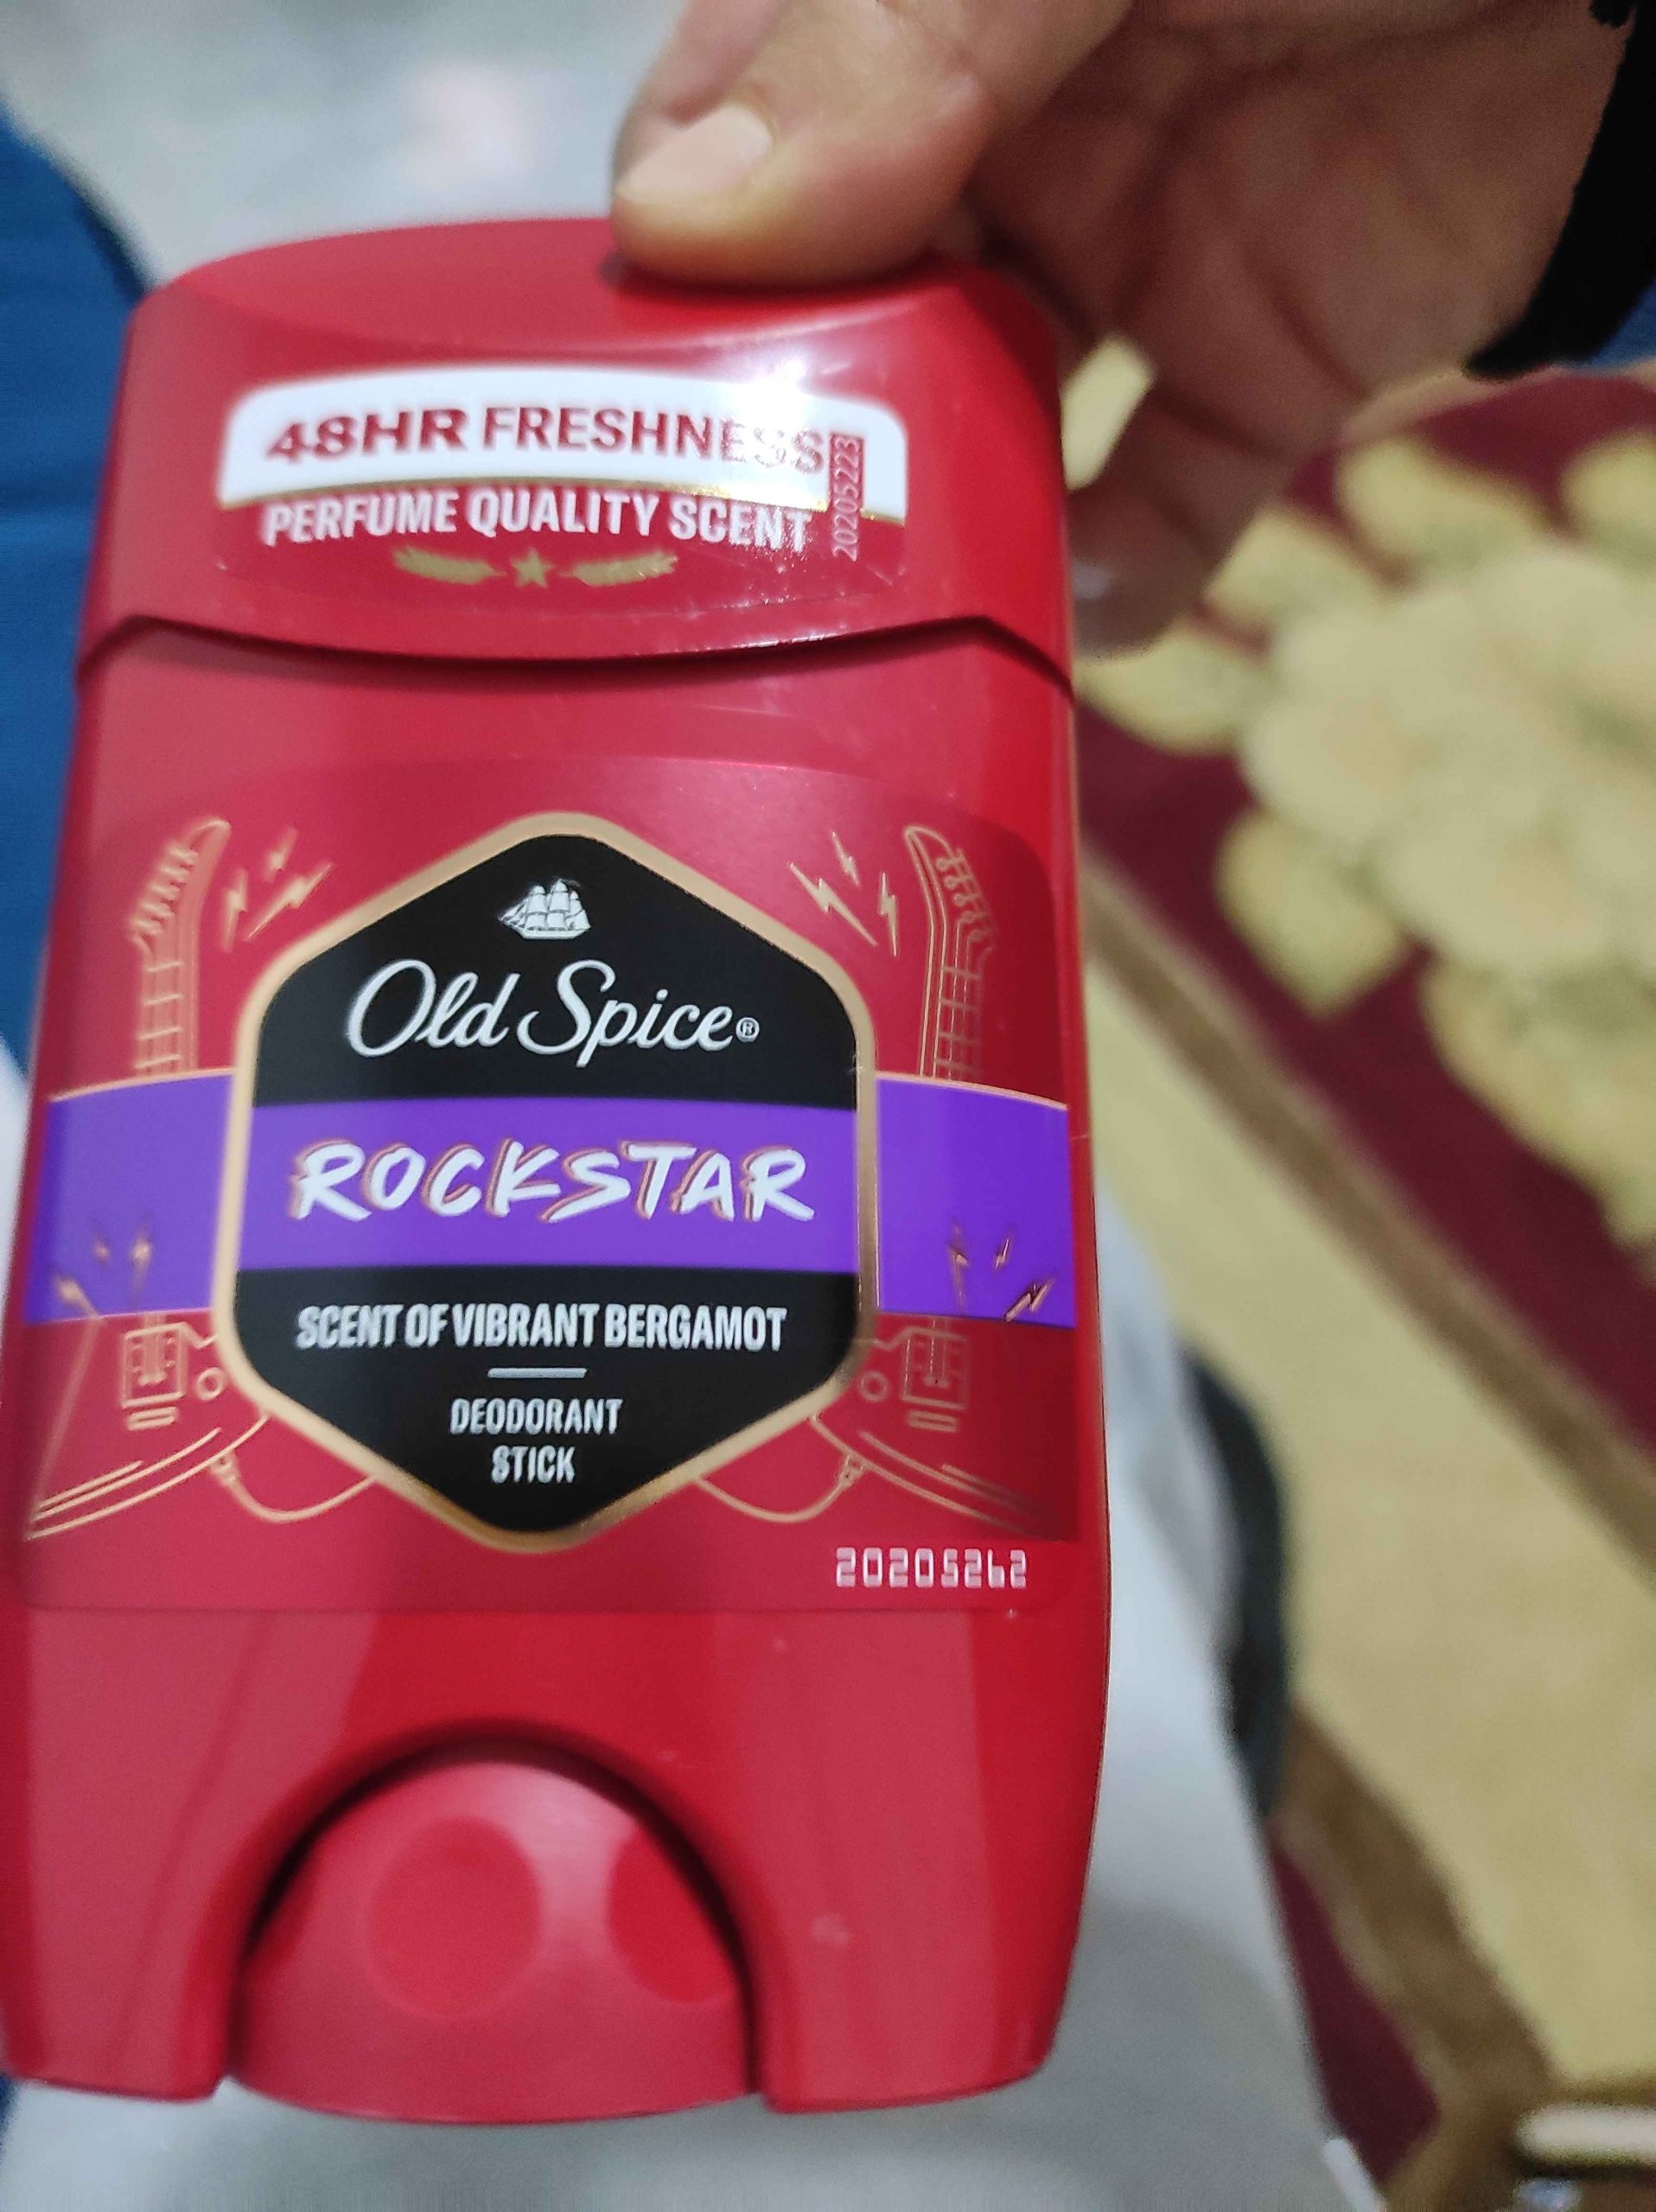 48HR FRESHNESS
PERFUME QUALITY SCENT
20205223
Old Spice®
ROCKSTAR
SCENT OF VIBRANT BERGAMOT
DEODORANT
STICK
20205262